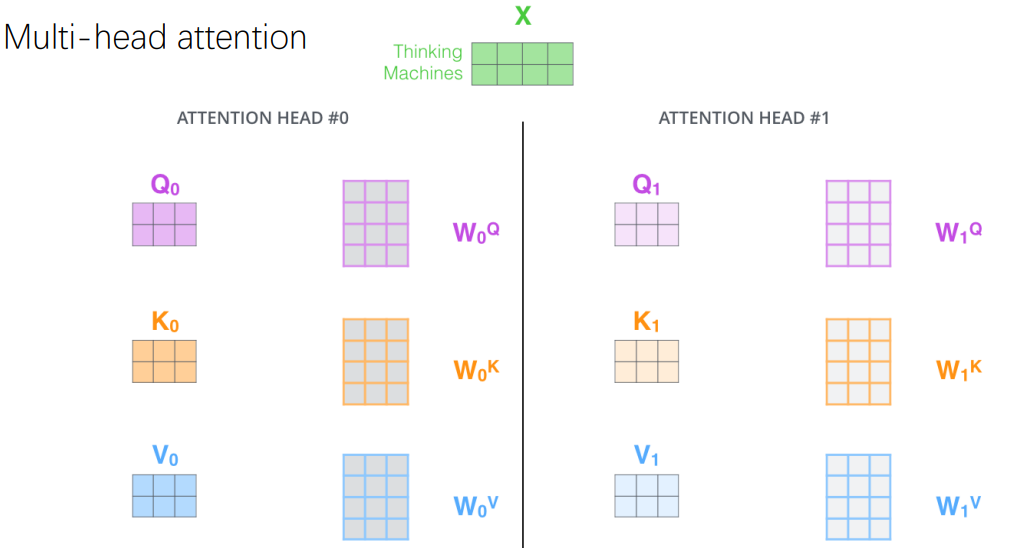 Multi-head attention
X
Thinking
Machines
ATTENTION HEAD #0
Q₀
W₀Q
K₀
W₀K
V₀
W₀V
ATTENTION HEAD #1
Q₁
W₁Q
K₁
W₁K
V₁
W₁V